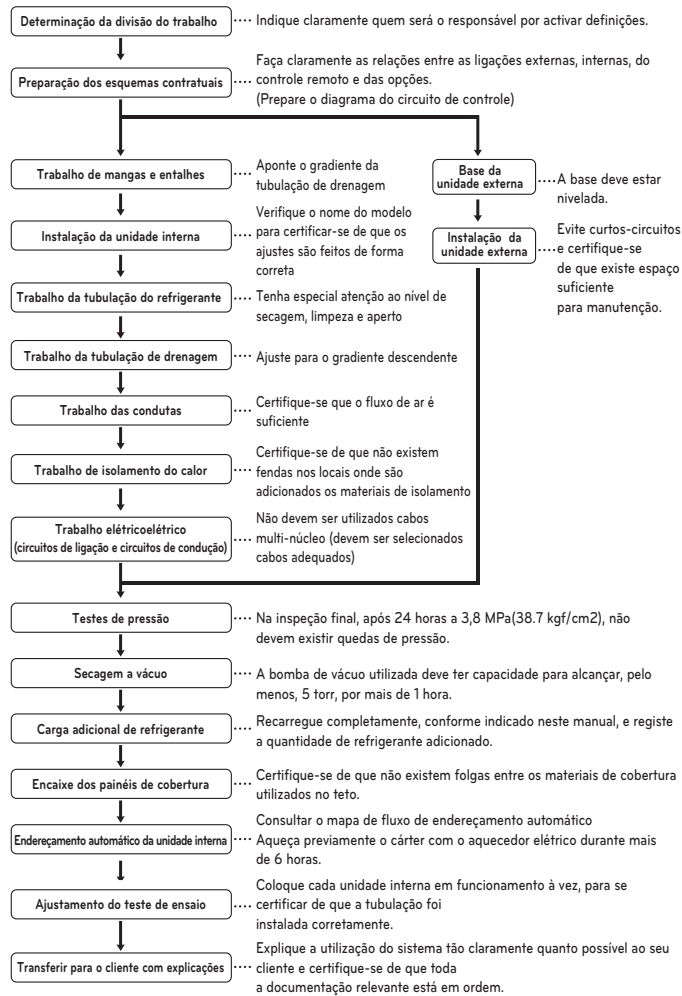 Determinação da divisão do trabalho
Indique claramente quem será o responsável por activar definições.
Preparação dos esquemas contratuais
Faça claramente as relações entre as ligações externas, internas, do
controle remoto e das opções.
(Prepare o diagrama do circuito de controle)
Trabalho de mangas e entalhes
Aponte o gradiente da
tubulação de drenagem
Base da
unidade externa
A base deve estar
nivelada.
Instalação da unidade interna
Verifique o nome do modelo
para certificar-se de que os
ajustes são feitos de forma
correta
Instalação da
unidade externa
Evite curtos-circuitos
e certifique-se
de que existe espaço
suficiente
para manutenção.
Trabalho da tubulação do refrigerante
Tenha especial atenção ao nível de
secagem, limpeza e aperto
Trabalho da tubulação de drenagem
Ajuste para o gradiente descendente
Trabalho das condutas
Certifique-se que o fluxo de ar é
suficiente
Trabalho de isolamento do calor
Certifique-se de que não existem
fendas nos locais onde são
adicionados os materiais de isolamento
Trabalho elétricoelétrico
(circuitos de ligação e circuitos de condução)
Não devem ser utilizados cabos
multi-núcleo (devem ser selecionados
cabos adequados)
Testes de pressão
Na inspeção final, após 24 horas a 3,8 MPa(38.7 kgf/cm2), não
devem existir quedas de pressão.
Secagem a vácuo
A bomba de vácuo utilizada deve ter capacidade para alcançar, pelo
menos, 5 torr, por mais de 1 hora.
Carga adicional de refrigerante
Recarregue completamente, conforme indicado neste manual, e registe
a quantidade de refrigerante adicionado.
Encaixe dos painéis de cobertura
Certifique-se de que não existem folgas entre os materiais de cobertura
utilizados no teto.
Endereçamento automático da unidade interna
Consultar o mapa de fluxo de endereçamento automático
Aqueça previamente o cárter com o aquecedor elétrico durante mais
de 6 horas.
Ajustamento do teste de ensaio
Coloque cada unidade interna em funcionamento à vez, para se
certificar de que a tubulação foi
instalada corretamente.
Transferir para o cliente com explicações
Explique a utilização do sistema tão claramente quanto possível ao seu
cliente e certifique-se de que toda
a documentação relevante está em ordem.